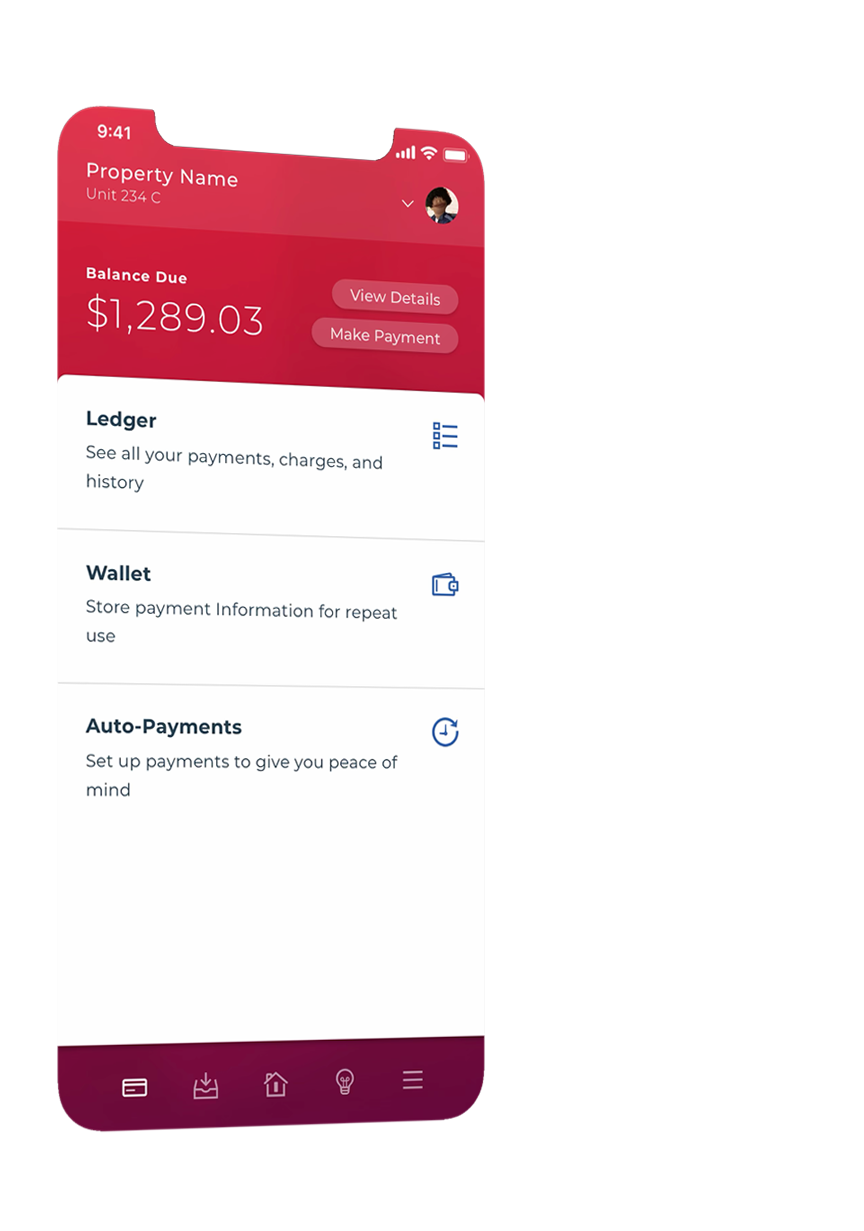 9:41
Property Name
Unit 234 C
Balance Due
$1,289.03
View Details
Make Payment
Ledger
See all your payments, charges, and
history
Wallet
Store payment Information for repeat
use
Auto-Payments
Set up payments to give you peace of
mind